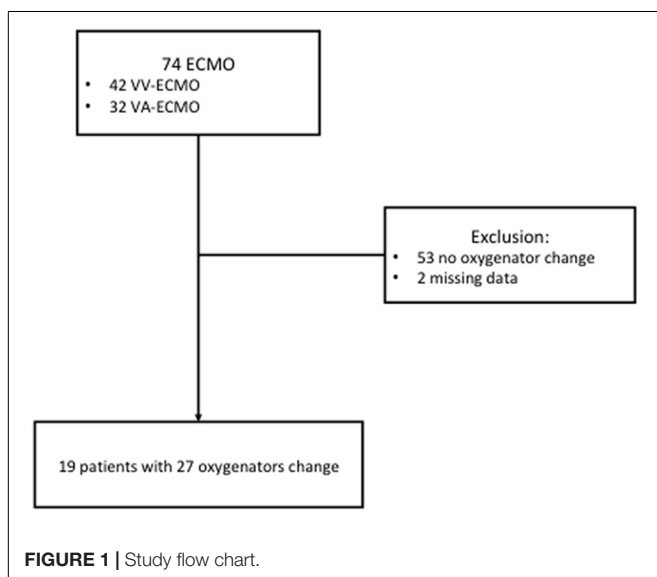 74 ECMO
• 42 VV-ECMO
• 32 VA-ECMO
Exclusion:
• 53 no oxygenator change
• 2 missing data
19 patients with 27 oxygenators change
FIGURE 1 | Study flow chart.